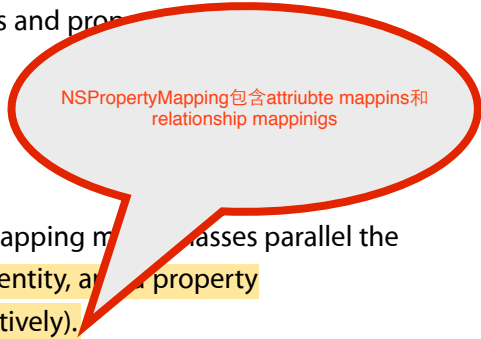 s and prop
NSPropertyMapping包含attriubte mappins和
relationship mappinigs
apping m lasses parallel the
entity, a property
tively).